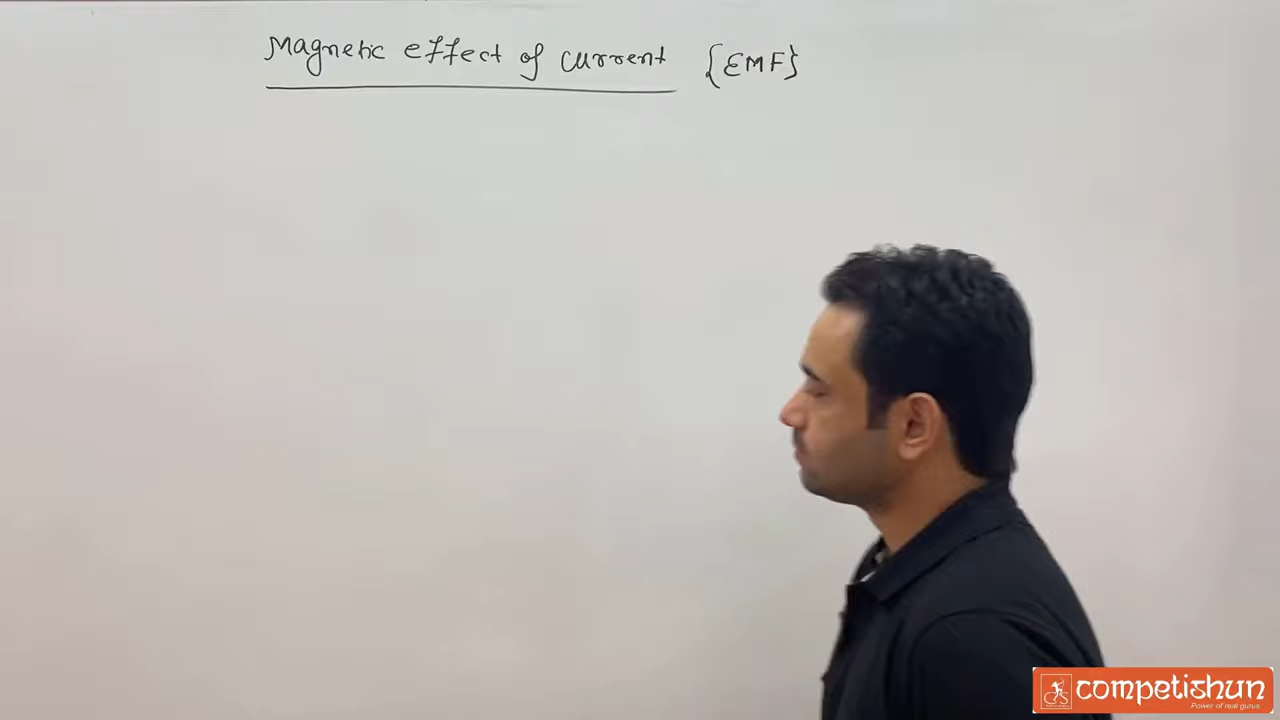 Magnetic effect of current {EMF}
competishun
Power of real gurus